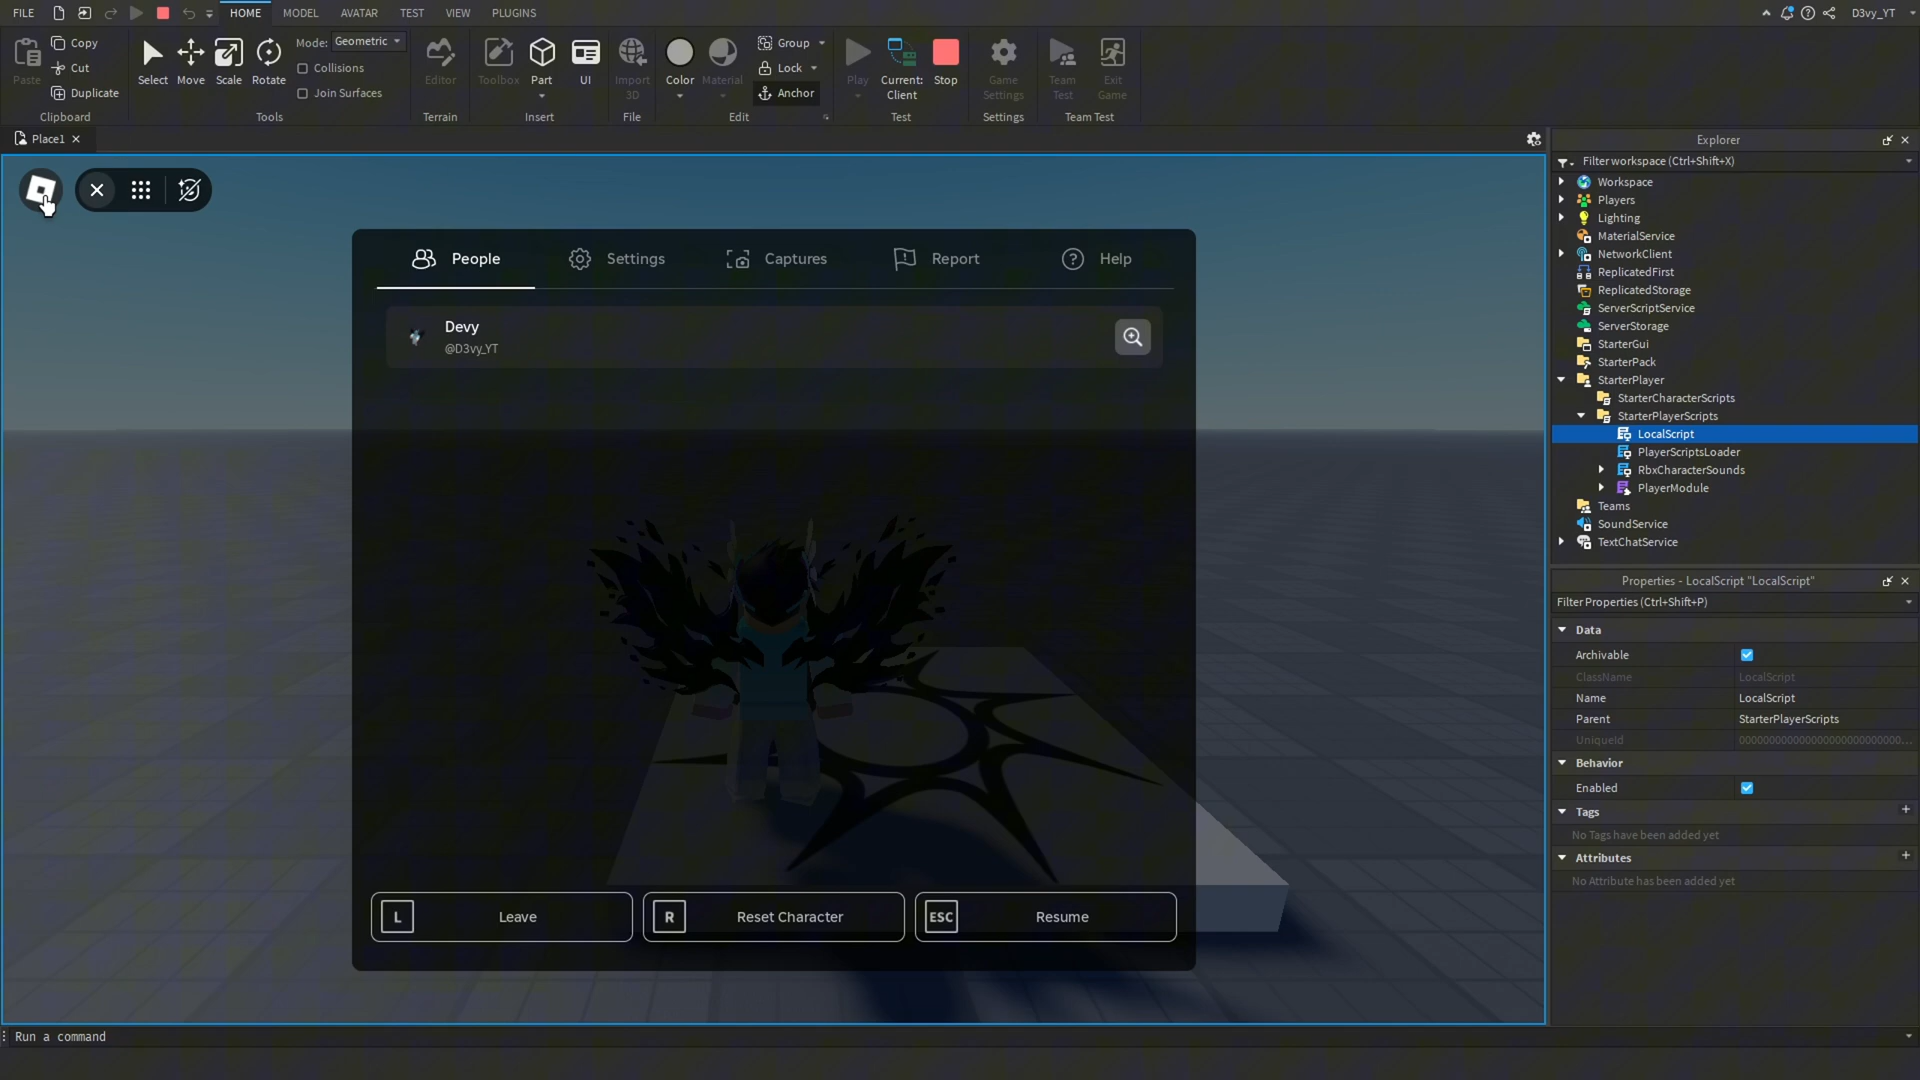 FILE
HOME
MODEL
AVATAR
TEST
VIEW
PLUGINS
D3vy_YT
Paste
Copy
Cut
Duplicate
Clipboard
Select
Move
Scale
Rotate
Mode: Geometric
Collisions
Join Surfaces
Tools
Editor
Terrain
Toolbox
Part
UI
Insert
Import
3D
File
Color
Material
Group
Lock
Anchor
Edit
Play
Current:
Client
Stop
Test
Game
Settings
Settings
Team
Test
Exit
Game
Team Test
Place1
People
Settings
Captures
Report
Help
Devy
@D3vy_YT
L
Leave
R
Reset Character
ESC
Resume
Explorer
Filter workspace (Ctrl+Shift+X)
Workspace
Players
Lighting
MaterialService
NetworkClient
ReplicatedFirst
ReplicatedStorage
ServerScriptService
ServerStorage
StarterGui
StarterPack
StarterPlayer
StarterCharacterScripts
StarterPlayerScripts
LocalScript
PlayerScriptsLoader
RbxCharacterSounds
PlayerModule
Teams
SoundService
TextChatService
Properties - LocalScript "LocalScript"
Filter Properties (Ctrl+Shift+P)
Data
Archivable
ClassName LocalScript
Name LocalScript
Parent StarterPlayerScripts
UniqueId 00000000000000000000000000...
Behavior
Enabled
Tags
No Tags have been added yet
Attributes
No Attribute has been added yet
Run a command